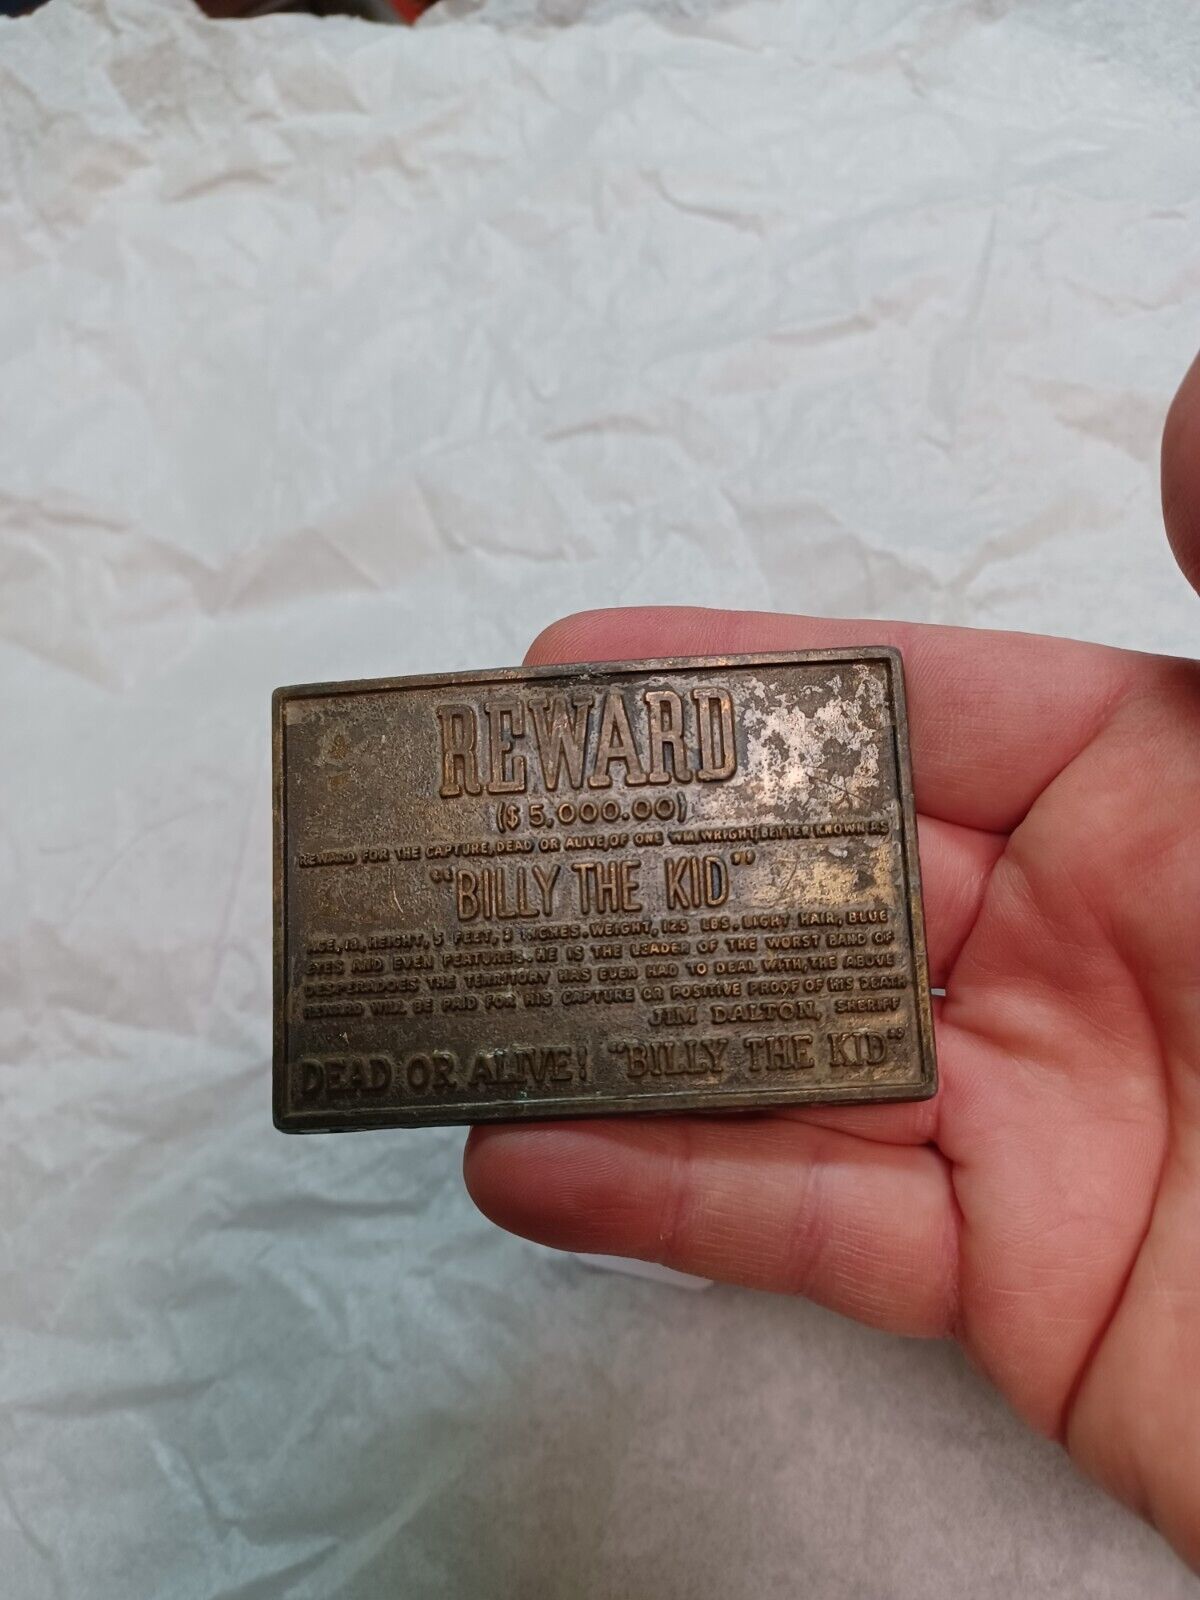 REWARD
($ 5,000.00)
REWARD FOR THE CAPTURE, DEAD OR ALIVE, OF ONE WM. WRIGHT, BETTER KNOWN AS
"BILLY THE KID"
AGE, 18, HEIGHT, 5 FEET, INCHES. WEIGHT, 125 LBS. LIGHT HAIR, BLUE
EYES AND EVEN FEATURES. HE IS THE LEADER OF THE WORST BAND OF
DESPERADOES THE TERRITORY HAS EVER HAD TO DEAL WITH, THE ABOVE
REWARD WILL BE PAID FOR HIS CAPTURE OR POSITIVE PROOF OF HIS DEATH
JIM DALTON, SHERIFF
DEAD OR ALIVE! "BILLY THE KID"